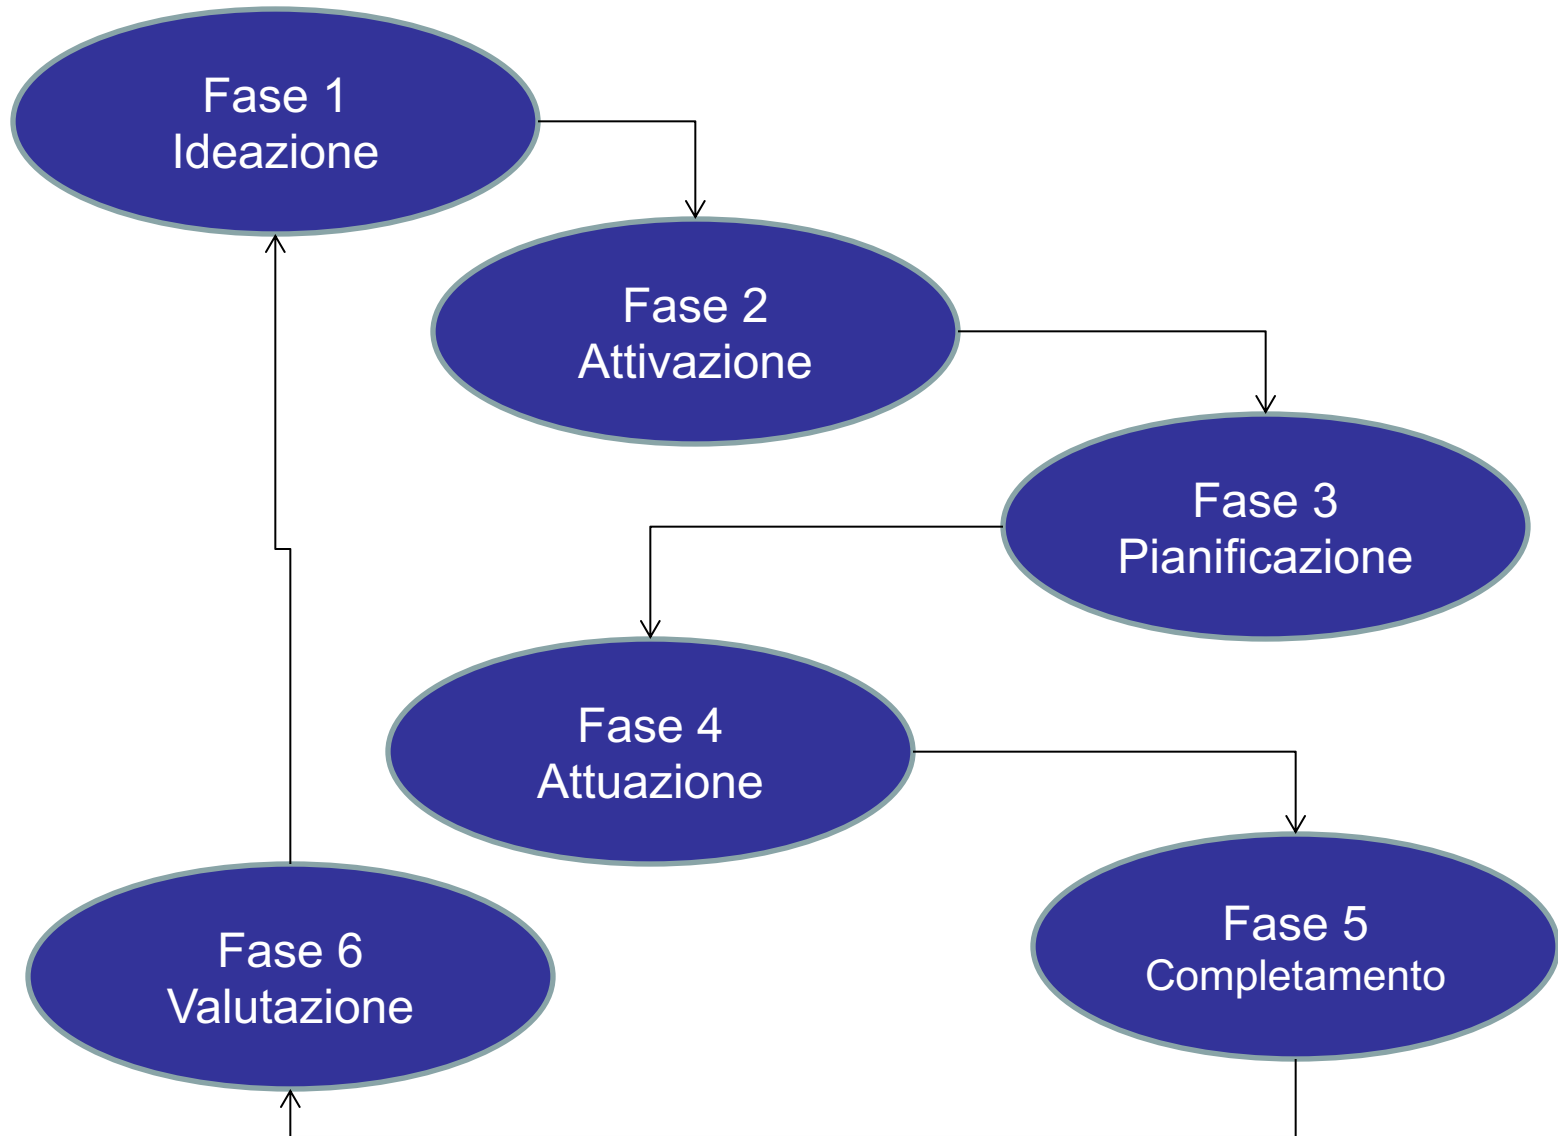 Fase 1
Ideazione
Fase 2
Attivazione
Fase 3
Pianificazione
Fase 4
Attuazione
Fase 5
Completamento
Fase 6
Valutazione